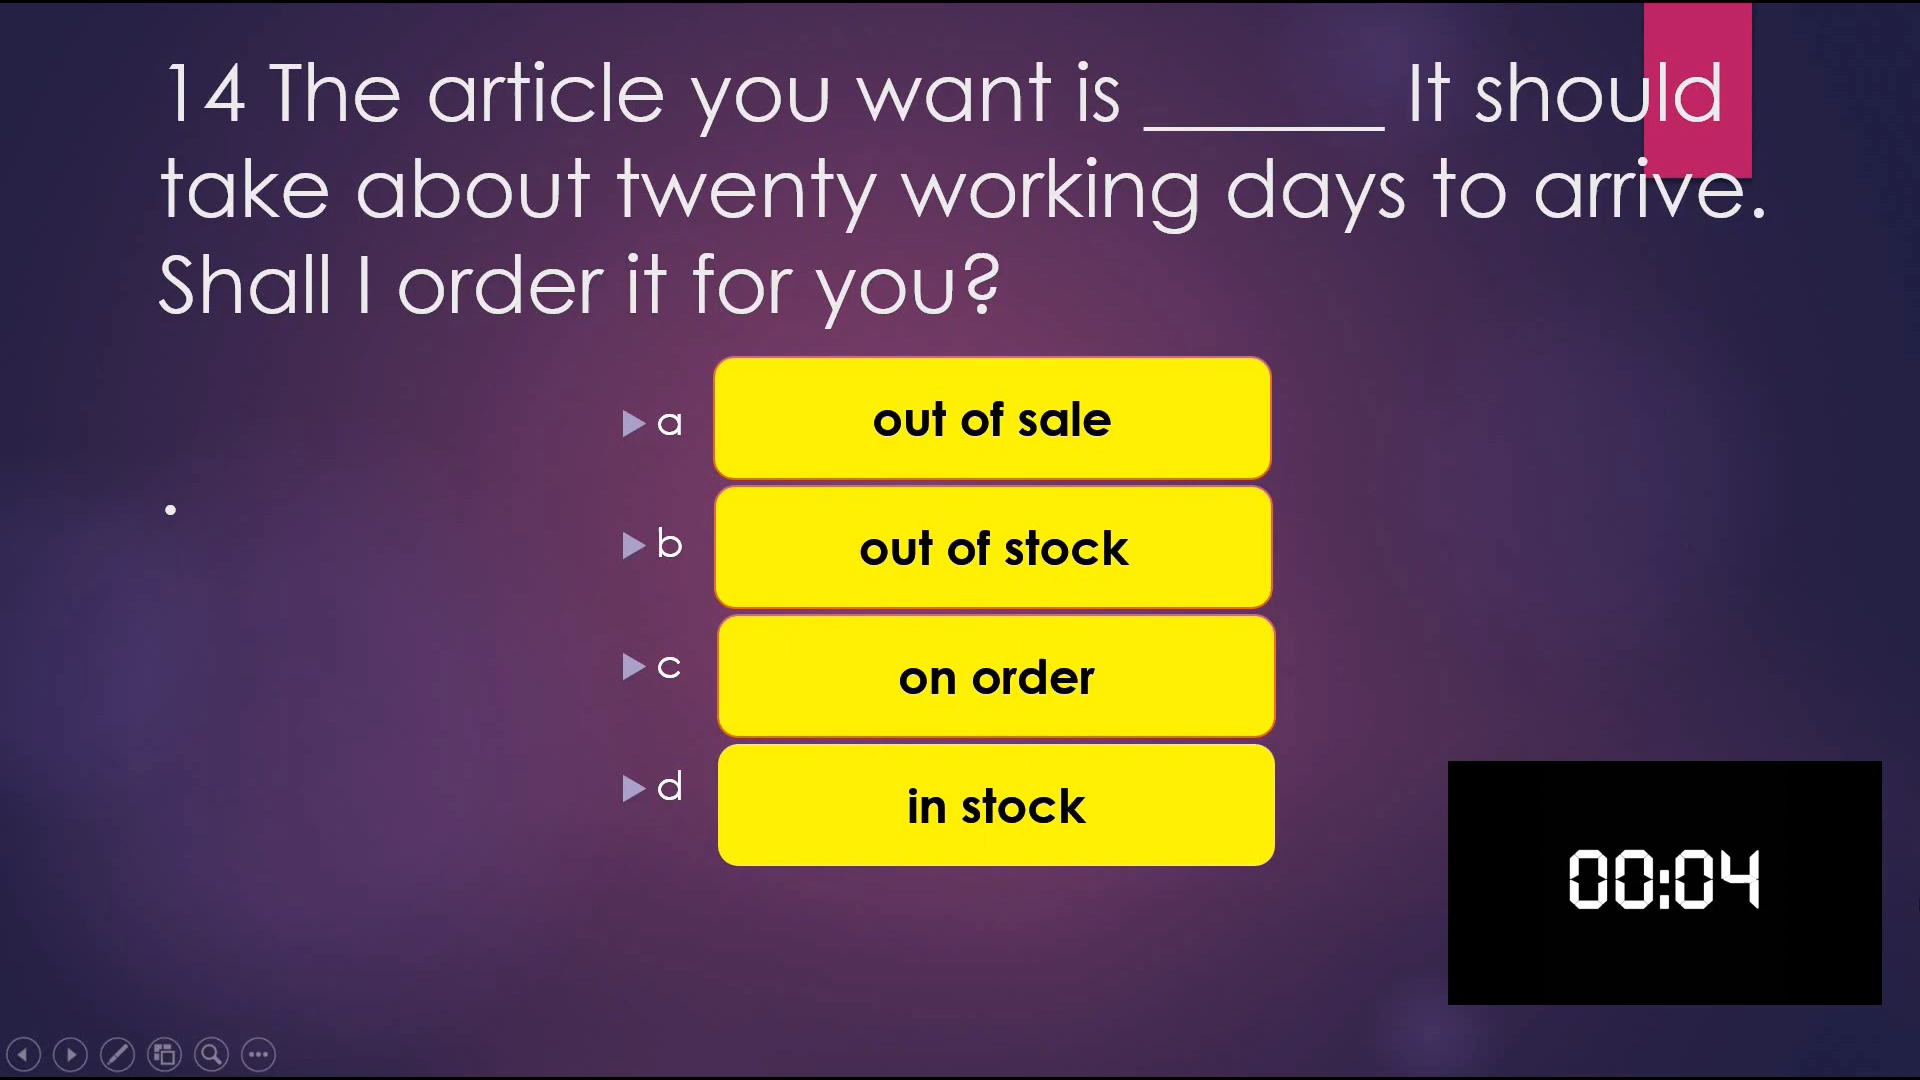 14 The article you want is ______ It should
take about twenty working days to arrive.
Shall I order it for you?
a out of sale
.
b out of stock
c on order
d in stock
00:04